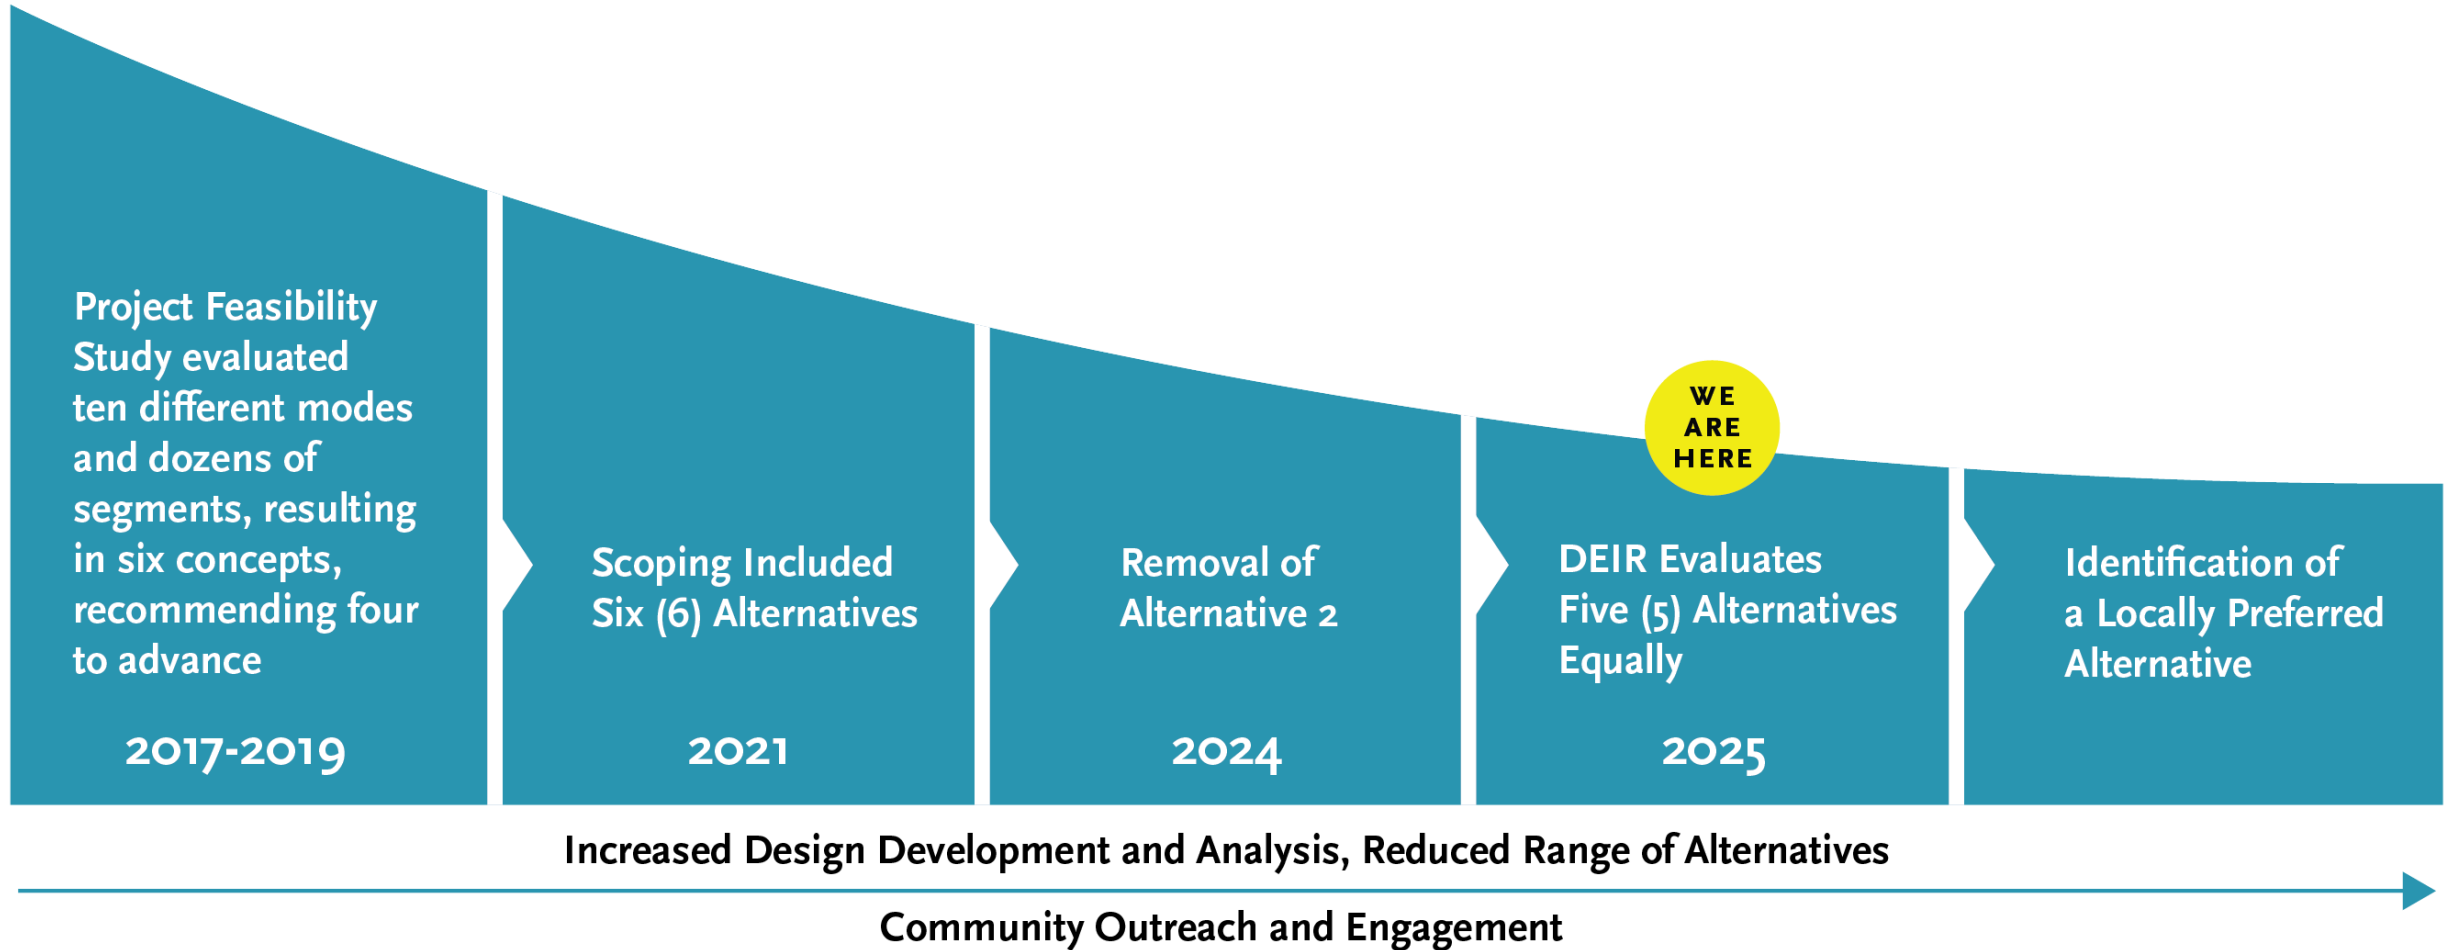 Project Feasibility
Study evaluated
ten different modes
and dozens of
segments, resulting
in six concepts,
recommending four
to advance
2017-2019
Scoping Included
Six (6) Alternatives
2021
Removal of
Alternative 2
2024
WE
ARE
HERE
DEIR Evaluates
Five (5) Alternatives
Equally
2025
Identification of
a Locally Preferred
Alternative
Increased Design Development and Analysis, Reduced Range of Alternatives
Community Outreach and Engagement